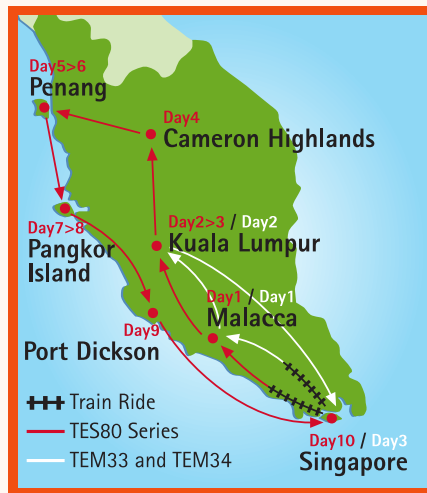 Day5>6
Penang
Day4
Cameron Highlands
Day7>8
Pangkor
Island
Day2>3 / Day2
Kuala Lumpur
Day1 / Day1
Malacca
Day9
Port Dickson
Train Ride
TES80 Series
TEM33 and TEM34
Day10 / Day3
Singapore